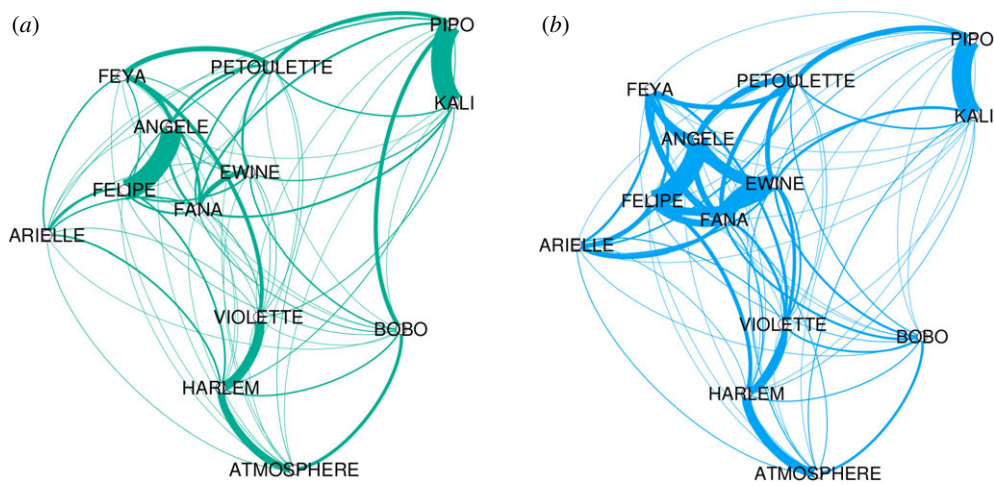 (a)
PIPO
PETOULETTE
FEYA
KALI
ANGELE
EWINE
FELIPE
FANA
ARIELLE
VIOLETTE
BOBO
HARLEM
ATMOSPHERE
(b)
PIPO
PETOULETTE
FEYA
KALI
ANGELE
EWINE
FELIPE
FANA
ARIELLE
VIOLETTE
BOBO
HARLEM
ATMOSPHERE